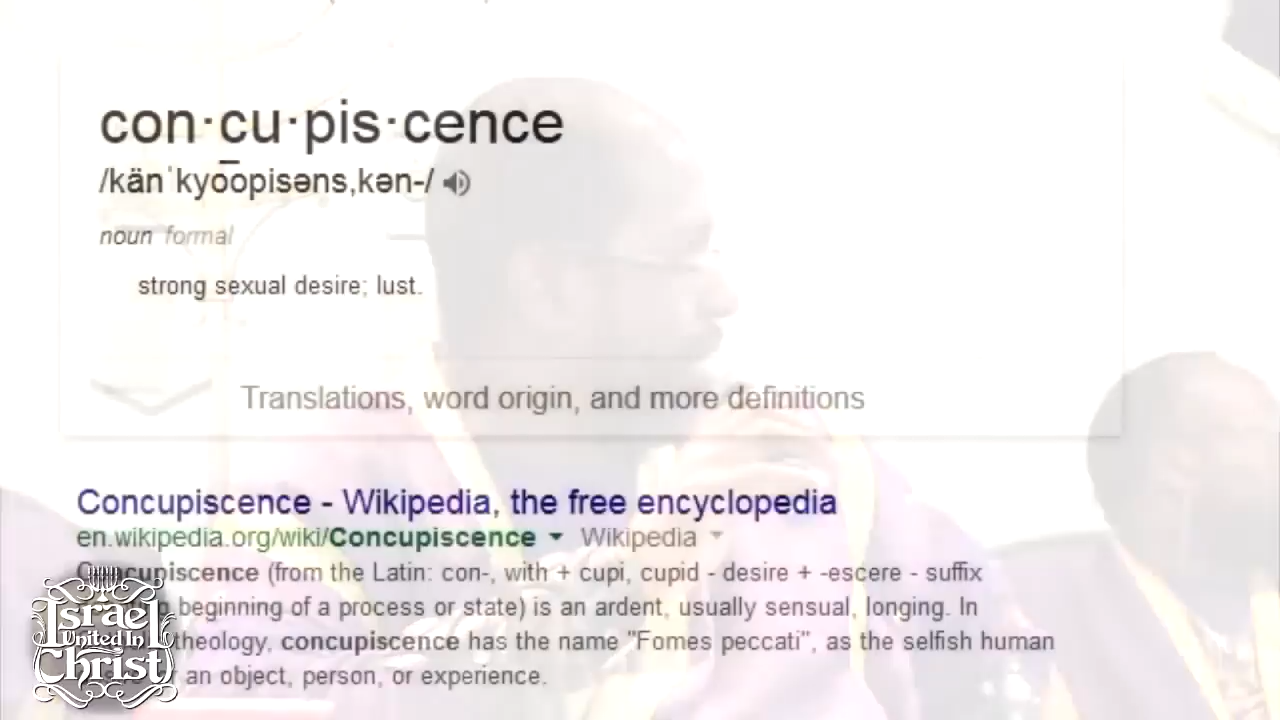 con·cu·pis·cence
/känˈkyo͞opisəns,kən-/
noun formal
strong sexual desire; lust.
Translations, word origin, and more definitions
Concupiscence - Wikipedia, the free encyclopedia
en.wikipedia.org/wiki/Concupiscence Wikipedia
Concupiscence (from the Latin: con-, with + cupi, cupid - desire + -escere - suffix
beginning of a process or state) is an ardent, usually sensual, longing. In
theology, concupiscence has the name "Fomes peccati", as the selfish human
an object, person, or experience.
Israel
United In
Christ